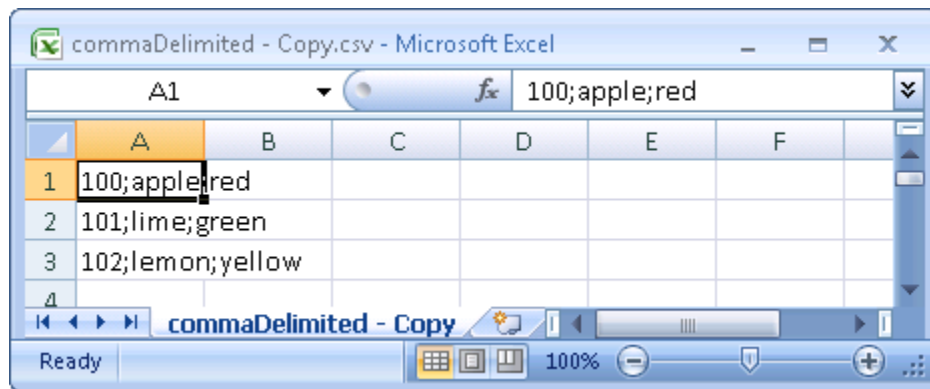 commaDelimited - Copy.csv - Microsoft Excel
A1 fx 100;apple;red
A B C D E F
1 100;apple;red
2 101;lime;green
3 102;lemon;yellow
4
commaDelimited - Copy
Ready 100%